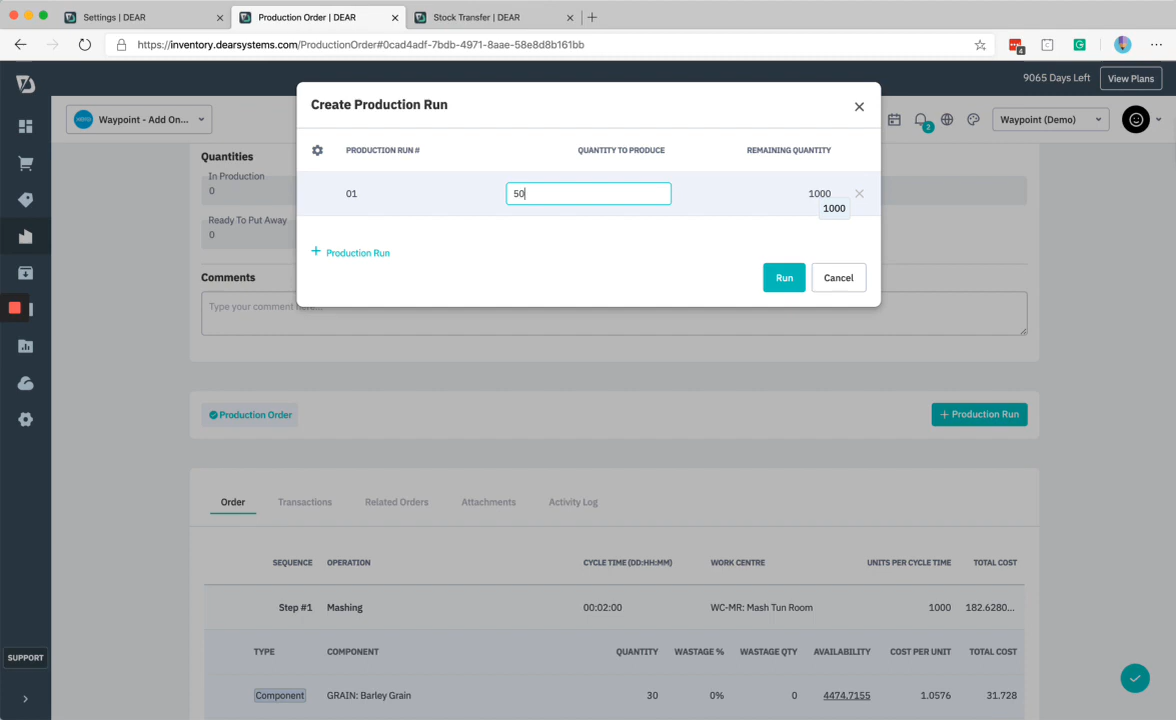 Settings | DEAR
Production Order | DEAR
Stock Transfer | DEAR
https://inventory.dearsystems.com/ProductionOrder#0cad4adf-7bdb-4971-8aae-58e8d8b161bb
4
9065 Days Left
View Plans
Waypoint - Add On...
2
Waypoint (Demo)
Create Production Run
PRODUCTION RUN #
QUANTITY TO PRODUCE
REMAINING QUANTITY
01
50
1000
1000
+ Production Run
Run
Cancel
Quantities
In Production
0
Ready To Put Away
0
Comments
Type your comment here...
Production Order
+ Production Run
Order
Transactions
Related Orders
Attachments
Activity Log
SEQUENCE
OPERATION
CYCLE TIME (DD:HH:MM)
WORK CENTRE
UNITS PER CYCLE TIME
TOTAL COST
Step #1
Mashing
00:02:00
WC-MR: Mash Tun Room
1000
182.6280...
TYPE
COMPONENT
QUANTITY
WASTAGE %
WASTAGE QTY
AVAILABILITY
COST PER UNIT
TOTAL COST
Component
GRAIN: Barley Grain
30
0%
0
4474.7155
1.0576
31.728
SUPPORT